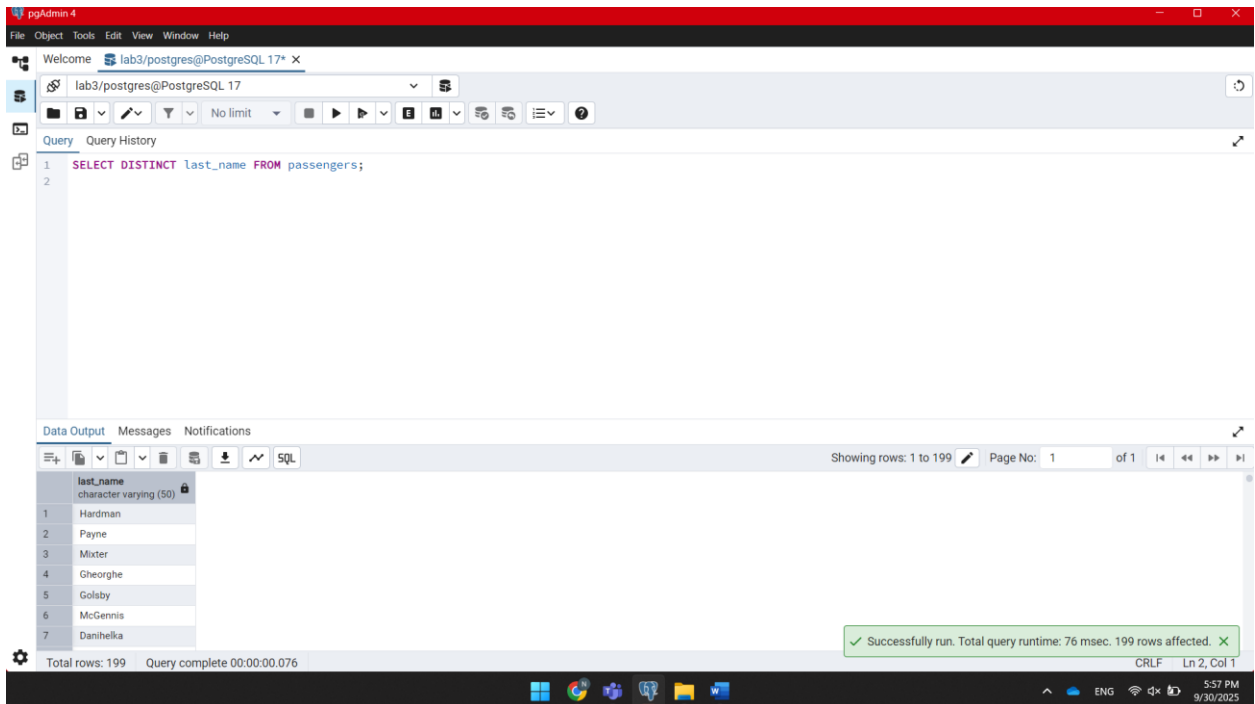 pgAdmin 4
File Object Tools Edit View Window Help
Welcome lab3/postgres@PostgreSQL 17* X
lab3/postgres@PostgreSQL 17
No limit E
Query Query History
1 SELECT DISTINCT last_name FROM passengers;
2
Data Output Messages Notifications
SQL Showing rows: 1 to 199 Page No: 1 of 1
last_name
character varying (50)
1 Hardman
2 Payne
3 Mixter
4 Gheorghe
5 Golsby
6 McGennis
7 Danihelka
Successfully run. Total query runtime: 76 msec. 199 rows affected.
Total rows: 199 Query complete 00:00:00.076 CRLF Ln 2, Col 1
ENG 5:57 PM
9/30/2025